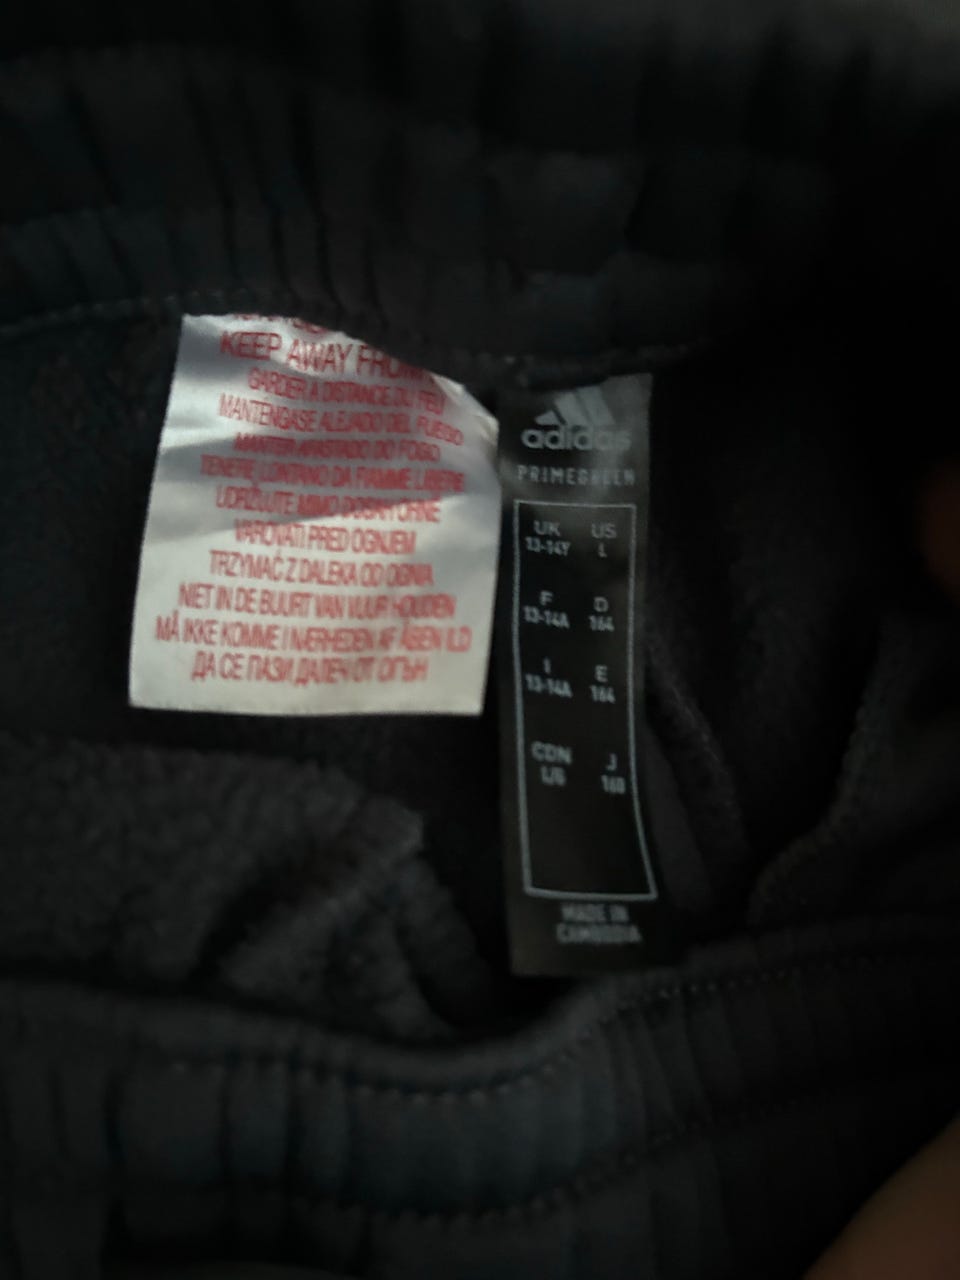 KEEP AWAY FROM
GARDER A DISTANCE DU FEU
MANTÉNGASE ALEJADO DEL FUEGO
MANTER AFASTADO DO FOGO
TENERE LONTANO DA FIAMME LIBERE
UDRŽUJTE MIMO DOSAH OHNĚ
VAROVATI PRED OGNJEM
TRZYMAĆ Z DALEKA OD OGNIA
NIET IN DE BUURT VAN VUUR HOUDEN
MÅ IKKE KOMME I NÆRHEDEN AF ÅBEN ILD
ДА СЕ ПАЗИ ДАЛЕЧ ОТ ОГЪН
adidas
PRIMEGREEN
UK US
13-14Y L
F D
13-14A 164
I E
13-14A 164
CDN J
L/G 160
MADE IN
CAMBODIA